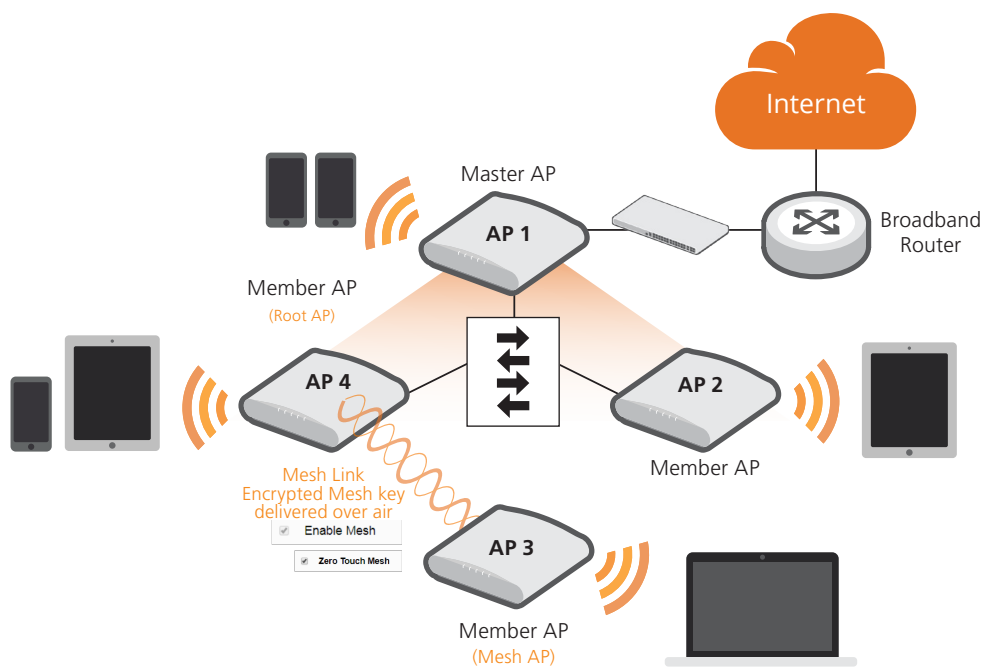 Internet
Master AP
AP 1
Broadband
Router
Member AP
(Root AP)
AP 4
AP 2
Member AP
Mesh Link
Encrypted Mesh key
delivered over air
Enable Mesh
Zero Touch Mesh
AP 3
Member AP
(Mesh AP)